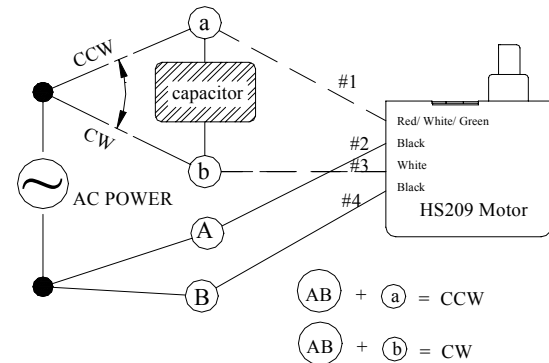 a
CCW
capacitor
#1
CW
Red/ White/ Green
#2
Black
#3
White
b
#4
Black
AC POWER
HS209 Motor
A
B
AB + a = CCW
AB + b = CW